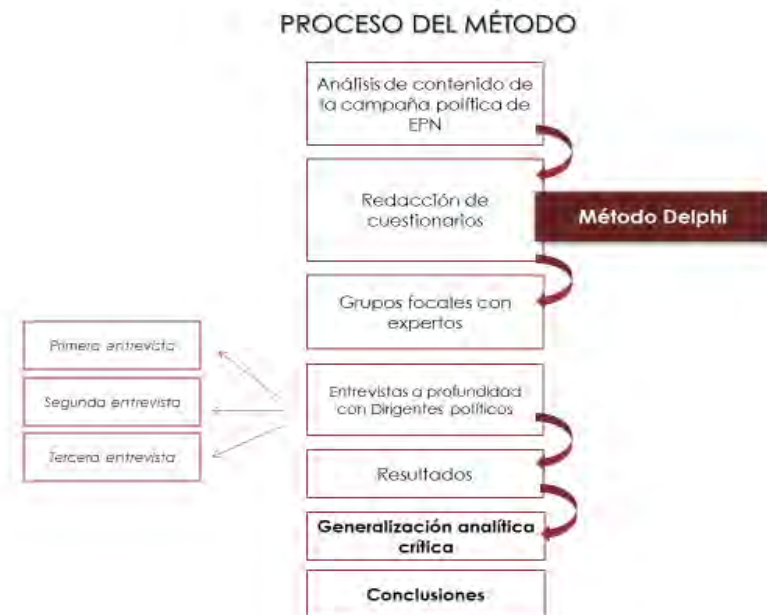 PROCESO DEL MÉTODO
Análisis de contenido de
la campaña política de
EPN
Redacción de
cuestionarios
Método Delphi
Grupos focales con
expertos
Primera entrevista
Segunda entrevista
Tercera entrevista
Entrevistas a profundidad
con Dirigentes políticos
Resultados
Generalización analítica
crítica
Conclusiones